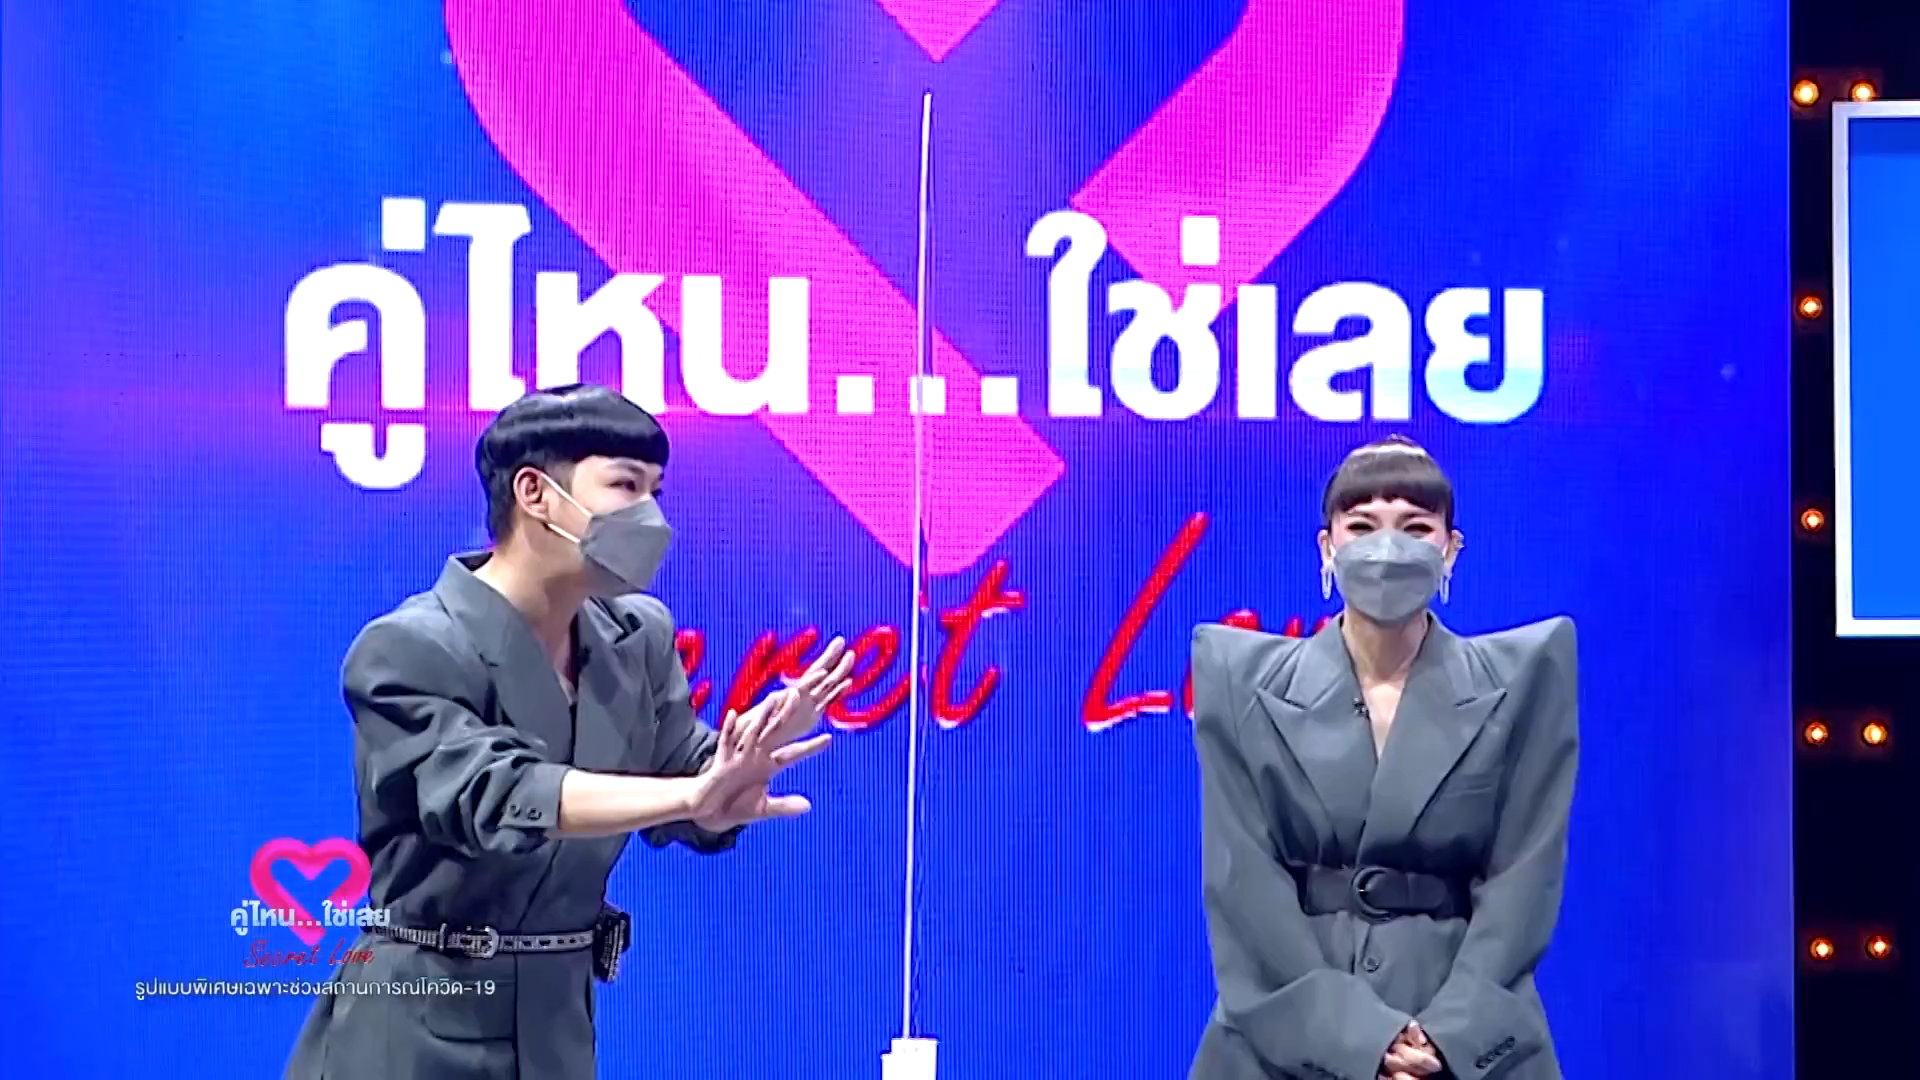 คู่ไหน...ใช่เลย
Secret Lo
คู่ไหน...ใช่เลย
Secret Love
รูปแบบพิเศษเฉพาะช่วงสถานการณ์โควิด-19